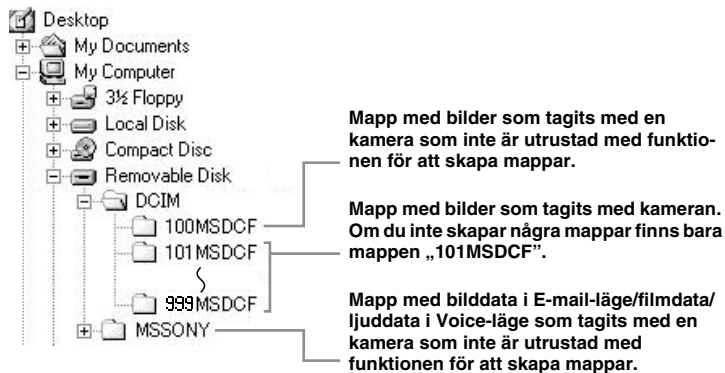 Desktop
My Documents
My Computer
3½ Floppy
Local Disk
Compact Disc
Removable Disk
DCIM
100MSDCF
101MSDCF
999MSDCF
MSSONY
Mapp med bilder som tagits med en
kamera som inte är utrustad med funktio-
nen för att skapa mappar.
Mapp med bilder som tagits med kameran.
Om du inte skapar några mappar finns bara
mappen „101MSDCF”.
Mapp med bilddata i E-mail-läge/filmdata/
ljuddata i Voice-läge som tagits med en
kamera som inte är utrustad med
funktionen för att skapa mappar.